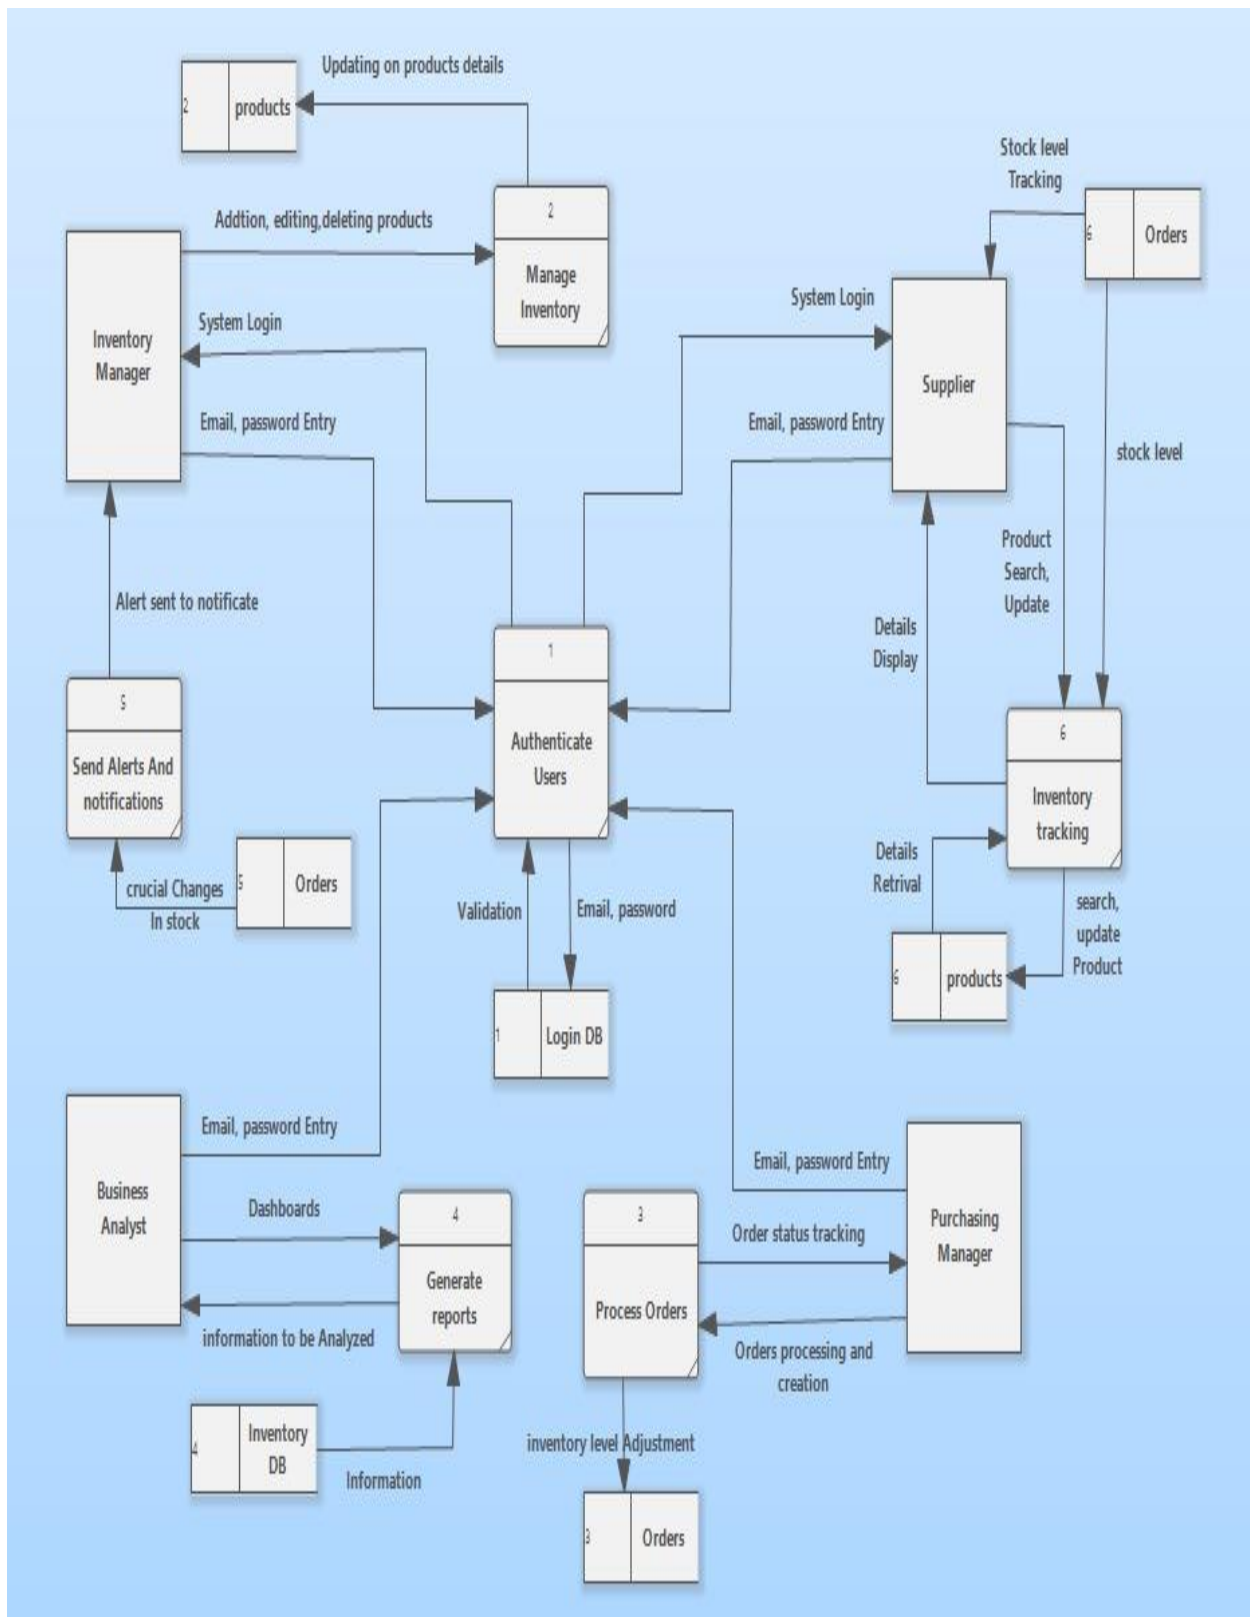 Updating on products details
2
products
Stock level
Tracking
2
Addtion, editing,deleting products
6
Orders
Manage
Inventory
System Login
System Login
Inventory
Manager
Supplier
Email, password Entry
Email, password Entry
stock level
Product
Search,
Update
Alert sent to notificate
Details
Display
1
5
6
Authenticate
Users
Send Alerts And
notifications
Inventory
tracking
Details
Retrival
5
Orders
crucial Changes
In stock
Validation
Email, password
search,
update
Product
6
products
1
Login DB
Email, password Entry
Email, password Entry
Business
Analyst
Dashboards
4
3
Order status tracking
Purchasing
Manager
Generate
reports
Process Orders
information to be Analyzed
Orders processing and
creation
4
Inventory
DB
inventory level Adjustment
Information
3
Orders